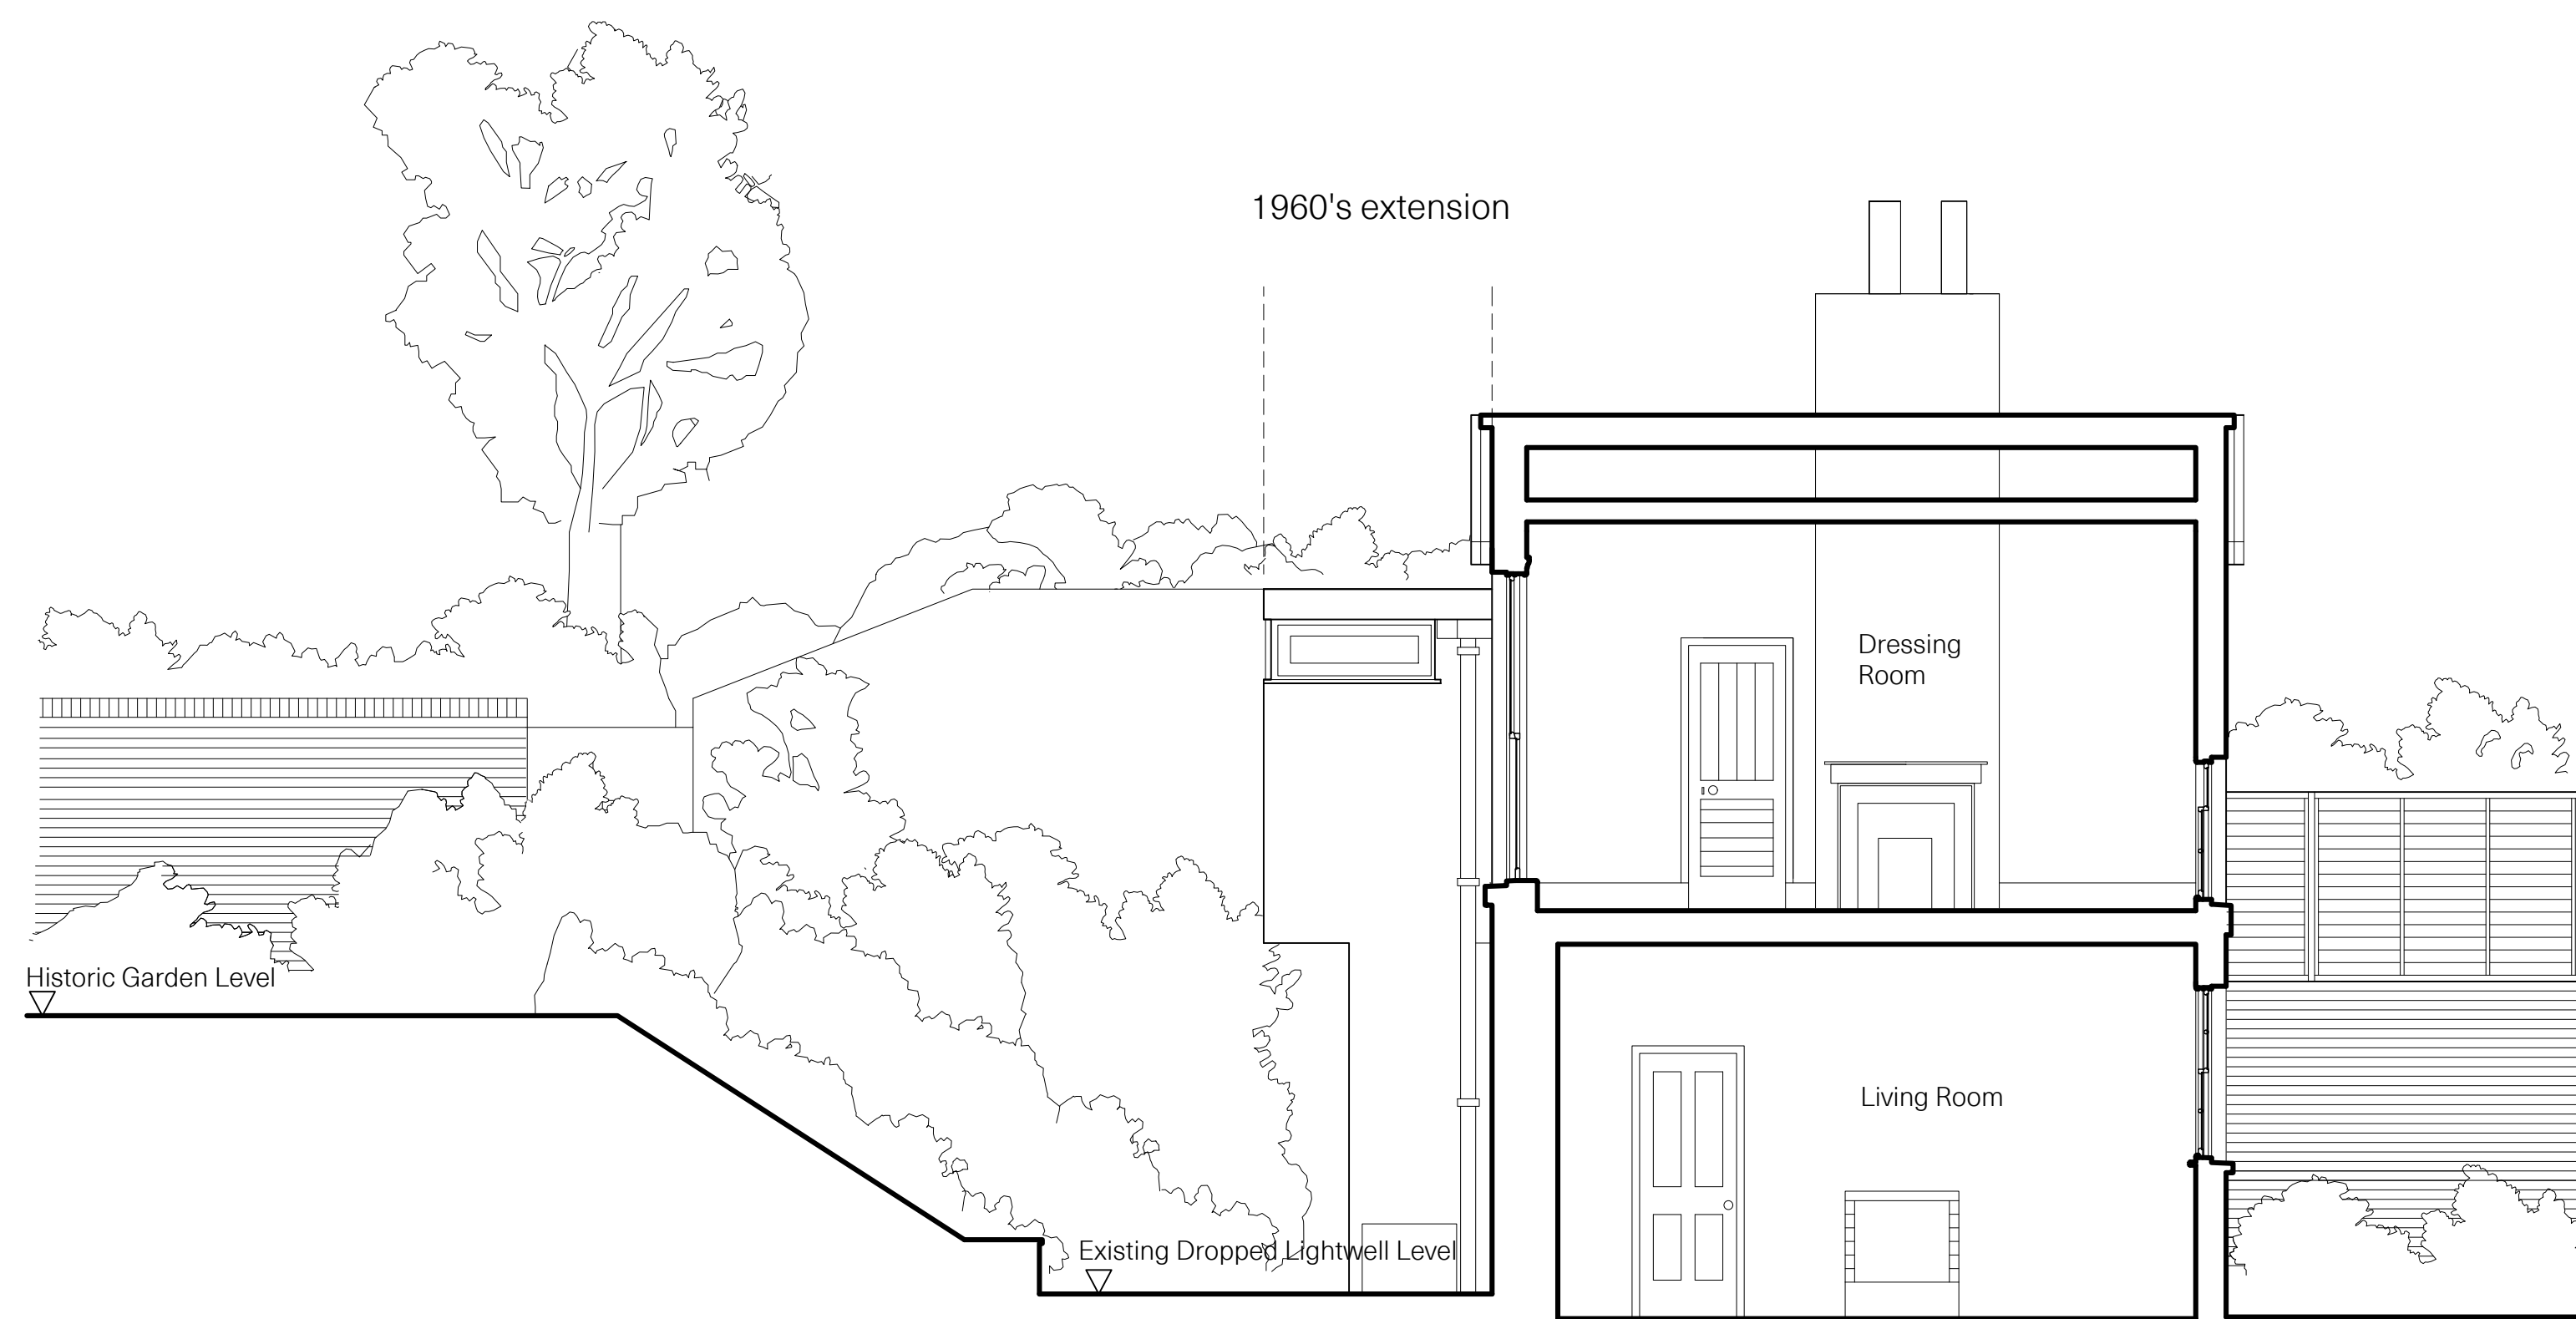 1960's extension
Dressing
Room
Historic Garden Level
Living Room
Existing Dropped Lightwell Level